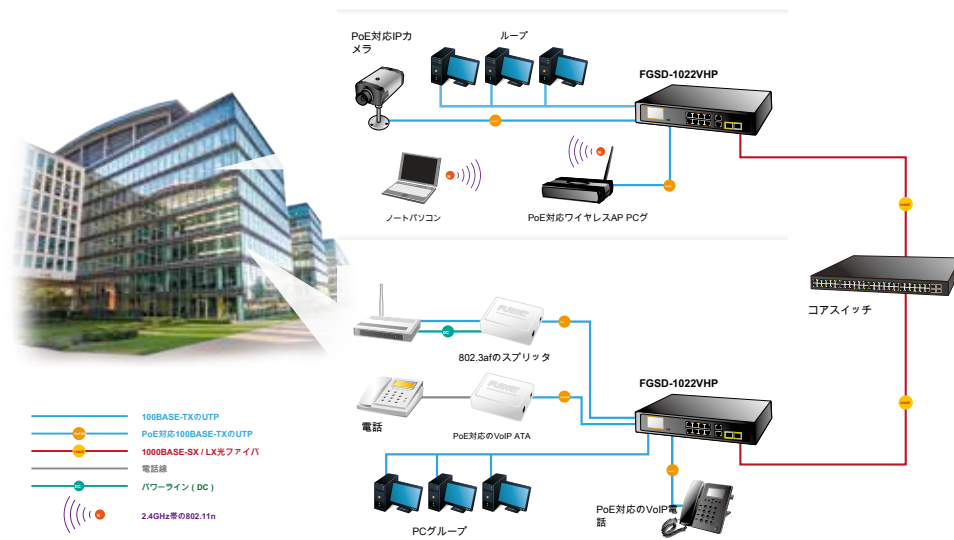 PoE対応IPカ
メラ
ループ
FGSD-1022VHP
ノートパソコン
PoE対応ワイヤレスAP PCグ
コアスイッチ
802.3afのスプリッタ
DC
FGSD-1022VHP
電話
PoE対応のVoIP ATA
PCグループ
PoE対応のVoIP電
話
100BASE-TXのUTP
PoE対応100BASE-TXのUTP
1000BASE-SX / LX光ファイバ
電話線
DC
パワーライン ( DC )
2.4GHz帯の802.11n